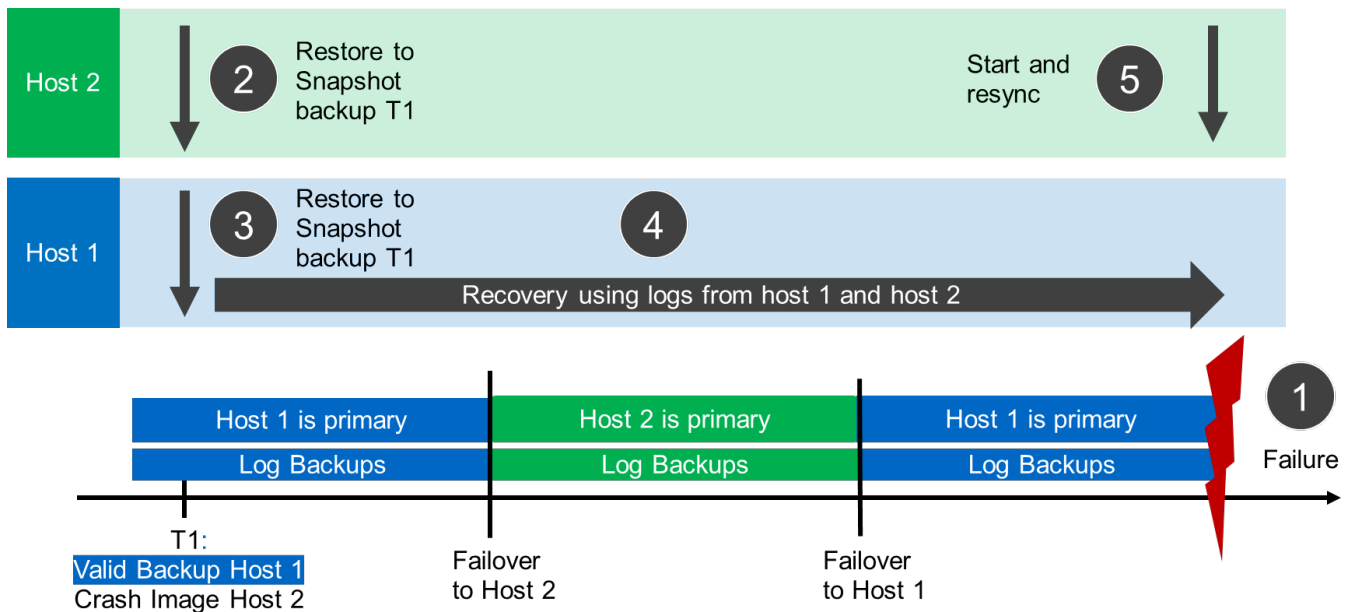 Host 2
2
Restore to
Snapshot
backup T1
Start and
resync
5
Host 1
3
Restore to
Snapshot
backup T1
4
Recovery using logs from host 1 and host 2
1
Failure
Host 1 is primary
Host 2 is primary
Host 1 is primary
Log Backups
Log Backups
Log Backups
T1:
Valid Backup Host 1
Crash Image Host 2
Failover
to Host 2
Failover
to Host 1